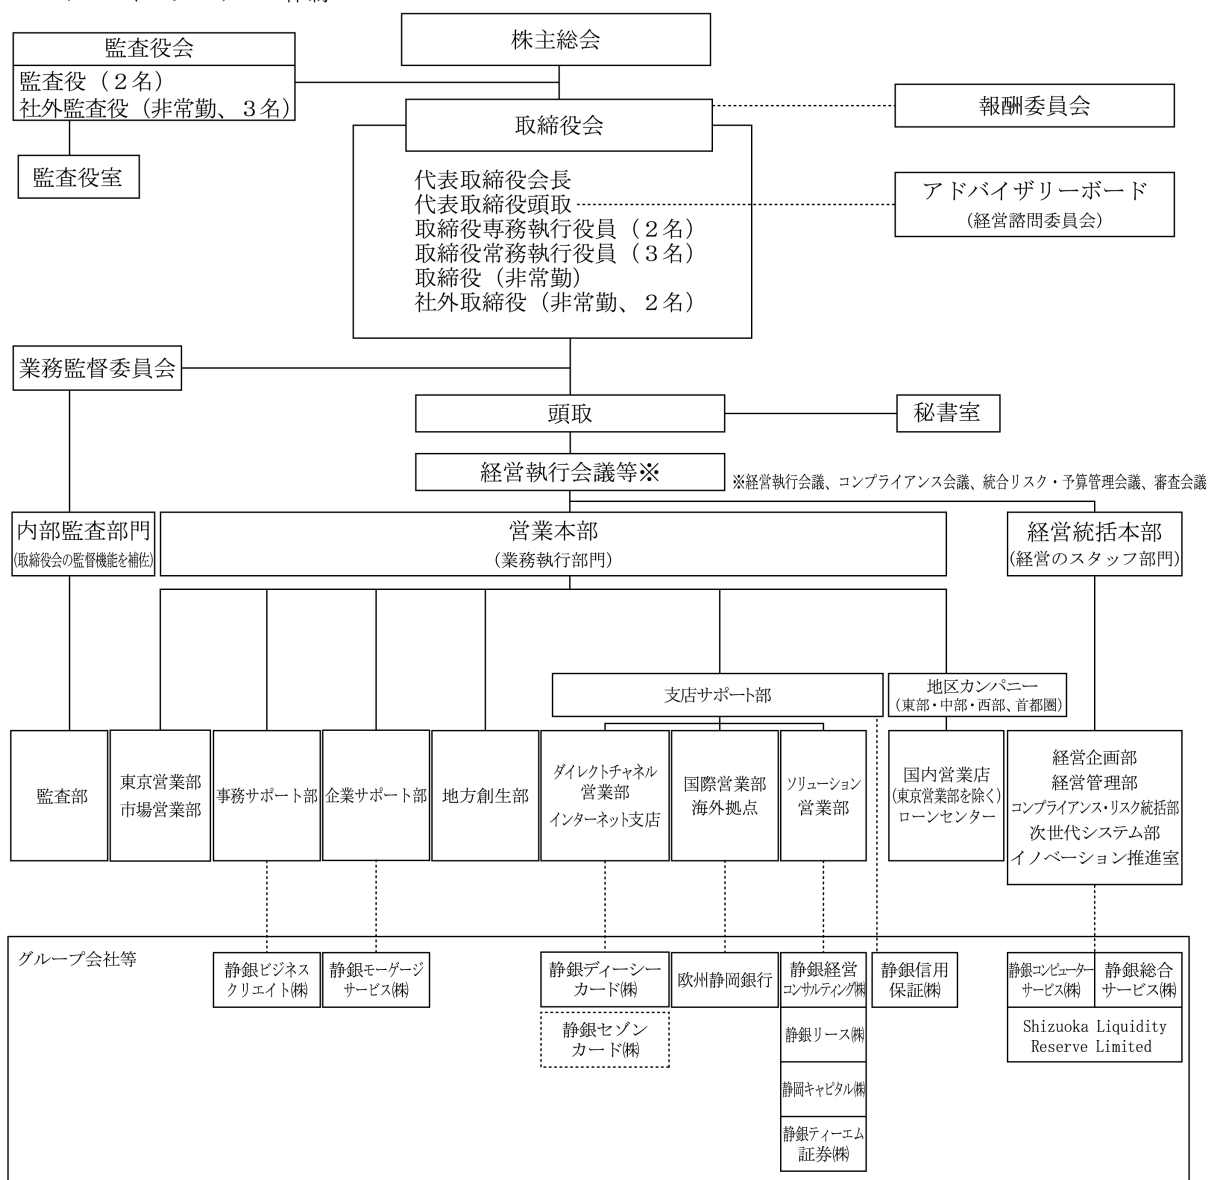 株主総会
監査役会
監査役（２名）
社外監査役（非常勤、３名）
監査役室
取締役会
報酬委員会
代表取締役会長
代表取締役頭取
取締役専務執行役員（２名）
取締役常務執行役員（３名）
取締役（非常勤）
社外取締役（非常勤、２名）
アドバイザリーボード
（経営諮問委員会）
業務監督委員会
頭取
秘書室
経営執行会議等※
※経営執行会議、コンプライアンス会議、統合リスク・予算管理会議、審査会議
内部監査部門
（取締役会の監督機能を補佐）
営業本部
（業務執行部門）
経営統括本部
（経営のスタッフ部門）
支店サポート部
地区カンパニー
（東部・中部・西部、首都圏）
監査部
東京営業部
市場営業部
事務サポート部
企業サポート部
地方創生部
ダイレクトチャネル
営業部
インターネット支店
国際営業部
海外拠点
ソリューション
営業部
国内営業店
（東京営業部を除く）
ローンセンター
経営企画部
経営管理部
コンプライアンス・リスク統括部
次世代システム部
イノベーション推進室
グループ会社等
静銀ビジネス
クリエイト㈱
静銀モーゲージ
サービス㈱
静銀ディーシー
カード㈱
静銀セゾン
カード㈱
欧州静岡銀行
静銀経営
コンサルティング㈱
静銀リース㈱
静岡キャピタル㈱
静銀ティーエム
証券㈱
静銀信用
保証㈱
静銀コンピューター
サービス㈱
静銀総合
サービス㈱
Shizuoka Liquidity
Reserve Limited